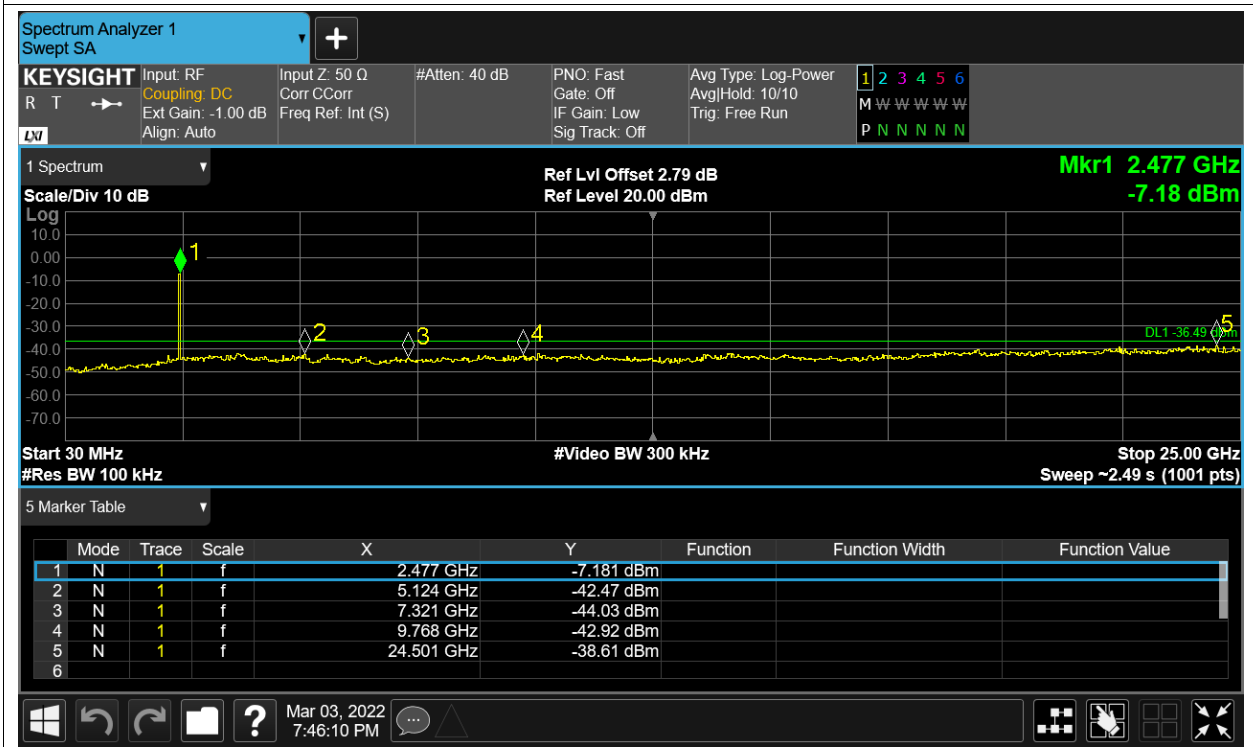 Spectrum Analyzer 1
Swept SA
+
KEYSIGHT Input: RF Input Z: 50 Ω #Atten: 40 dB PNO: Fast Avg Type: Log-Power 1 2 3 4 5 6
R T Coupling: DC Corr CCorr Gate: Off Avg|Hold: 10/10 M W W W W W
Ext Gain: -1.00 dB Freq Ref: Int (S) IF Gain: Low Trig: Free Run
LXI Align: Auto Sig Track: Off P N N N N N
1 Spectrum Ref Lvl Offset 2.79 dB Mkr1 2.477 GHz
Scale/Div 10 dB Ref Level 20.00 dBm -7.18 dBm
Log
10.0
0.00 1
-10.0
-20.0
-30.0 2 3 4 DL1 -36.49 dBm 5
-40.0
-50.0
-60.0
-70.0
Start 30 MHz #Video BW 300 kHz Stop 25.00 GHz
#Res BW 100 kHz Sweep ~2.49 s (1001 pts)
5 Marker Table
Mode Trace Scale X Y Function Function Width Function Value
1 N 1 f 2.477 GHz -7.181 dBm
2 N 1 f 5.124 GHz -42.47 dBm
3 N 1 f 7.321 GHz -44.03 dBm
4 N 1 f 9.768 GHz -42.92 dBm
5 N 1 f 24.501 GHz -38.61 dBm
6
? Mar 03, 2022
7:46:10 PM